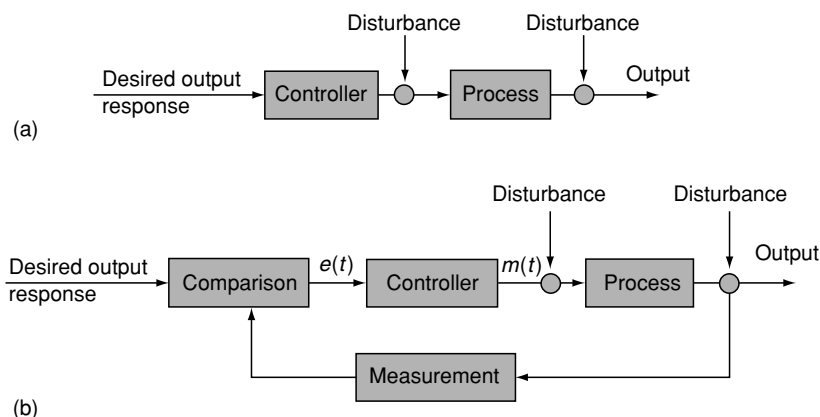 Disturbance Disturbance
Desired output
response
Controller Process Output
(a)
Disturbance Disturbance
Desired output
response
Comparison e(t) Controller m(t) Process Output
Measurement
(b)